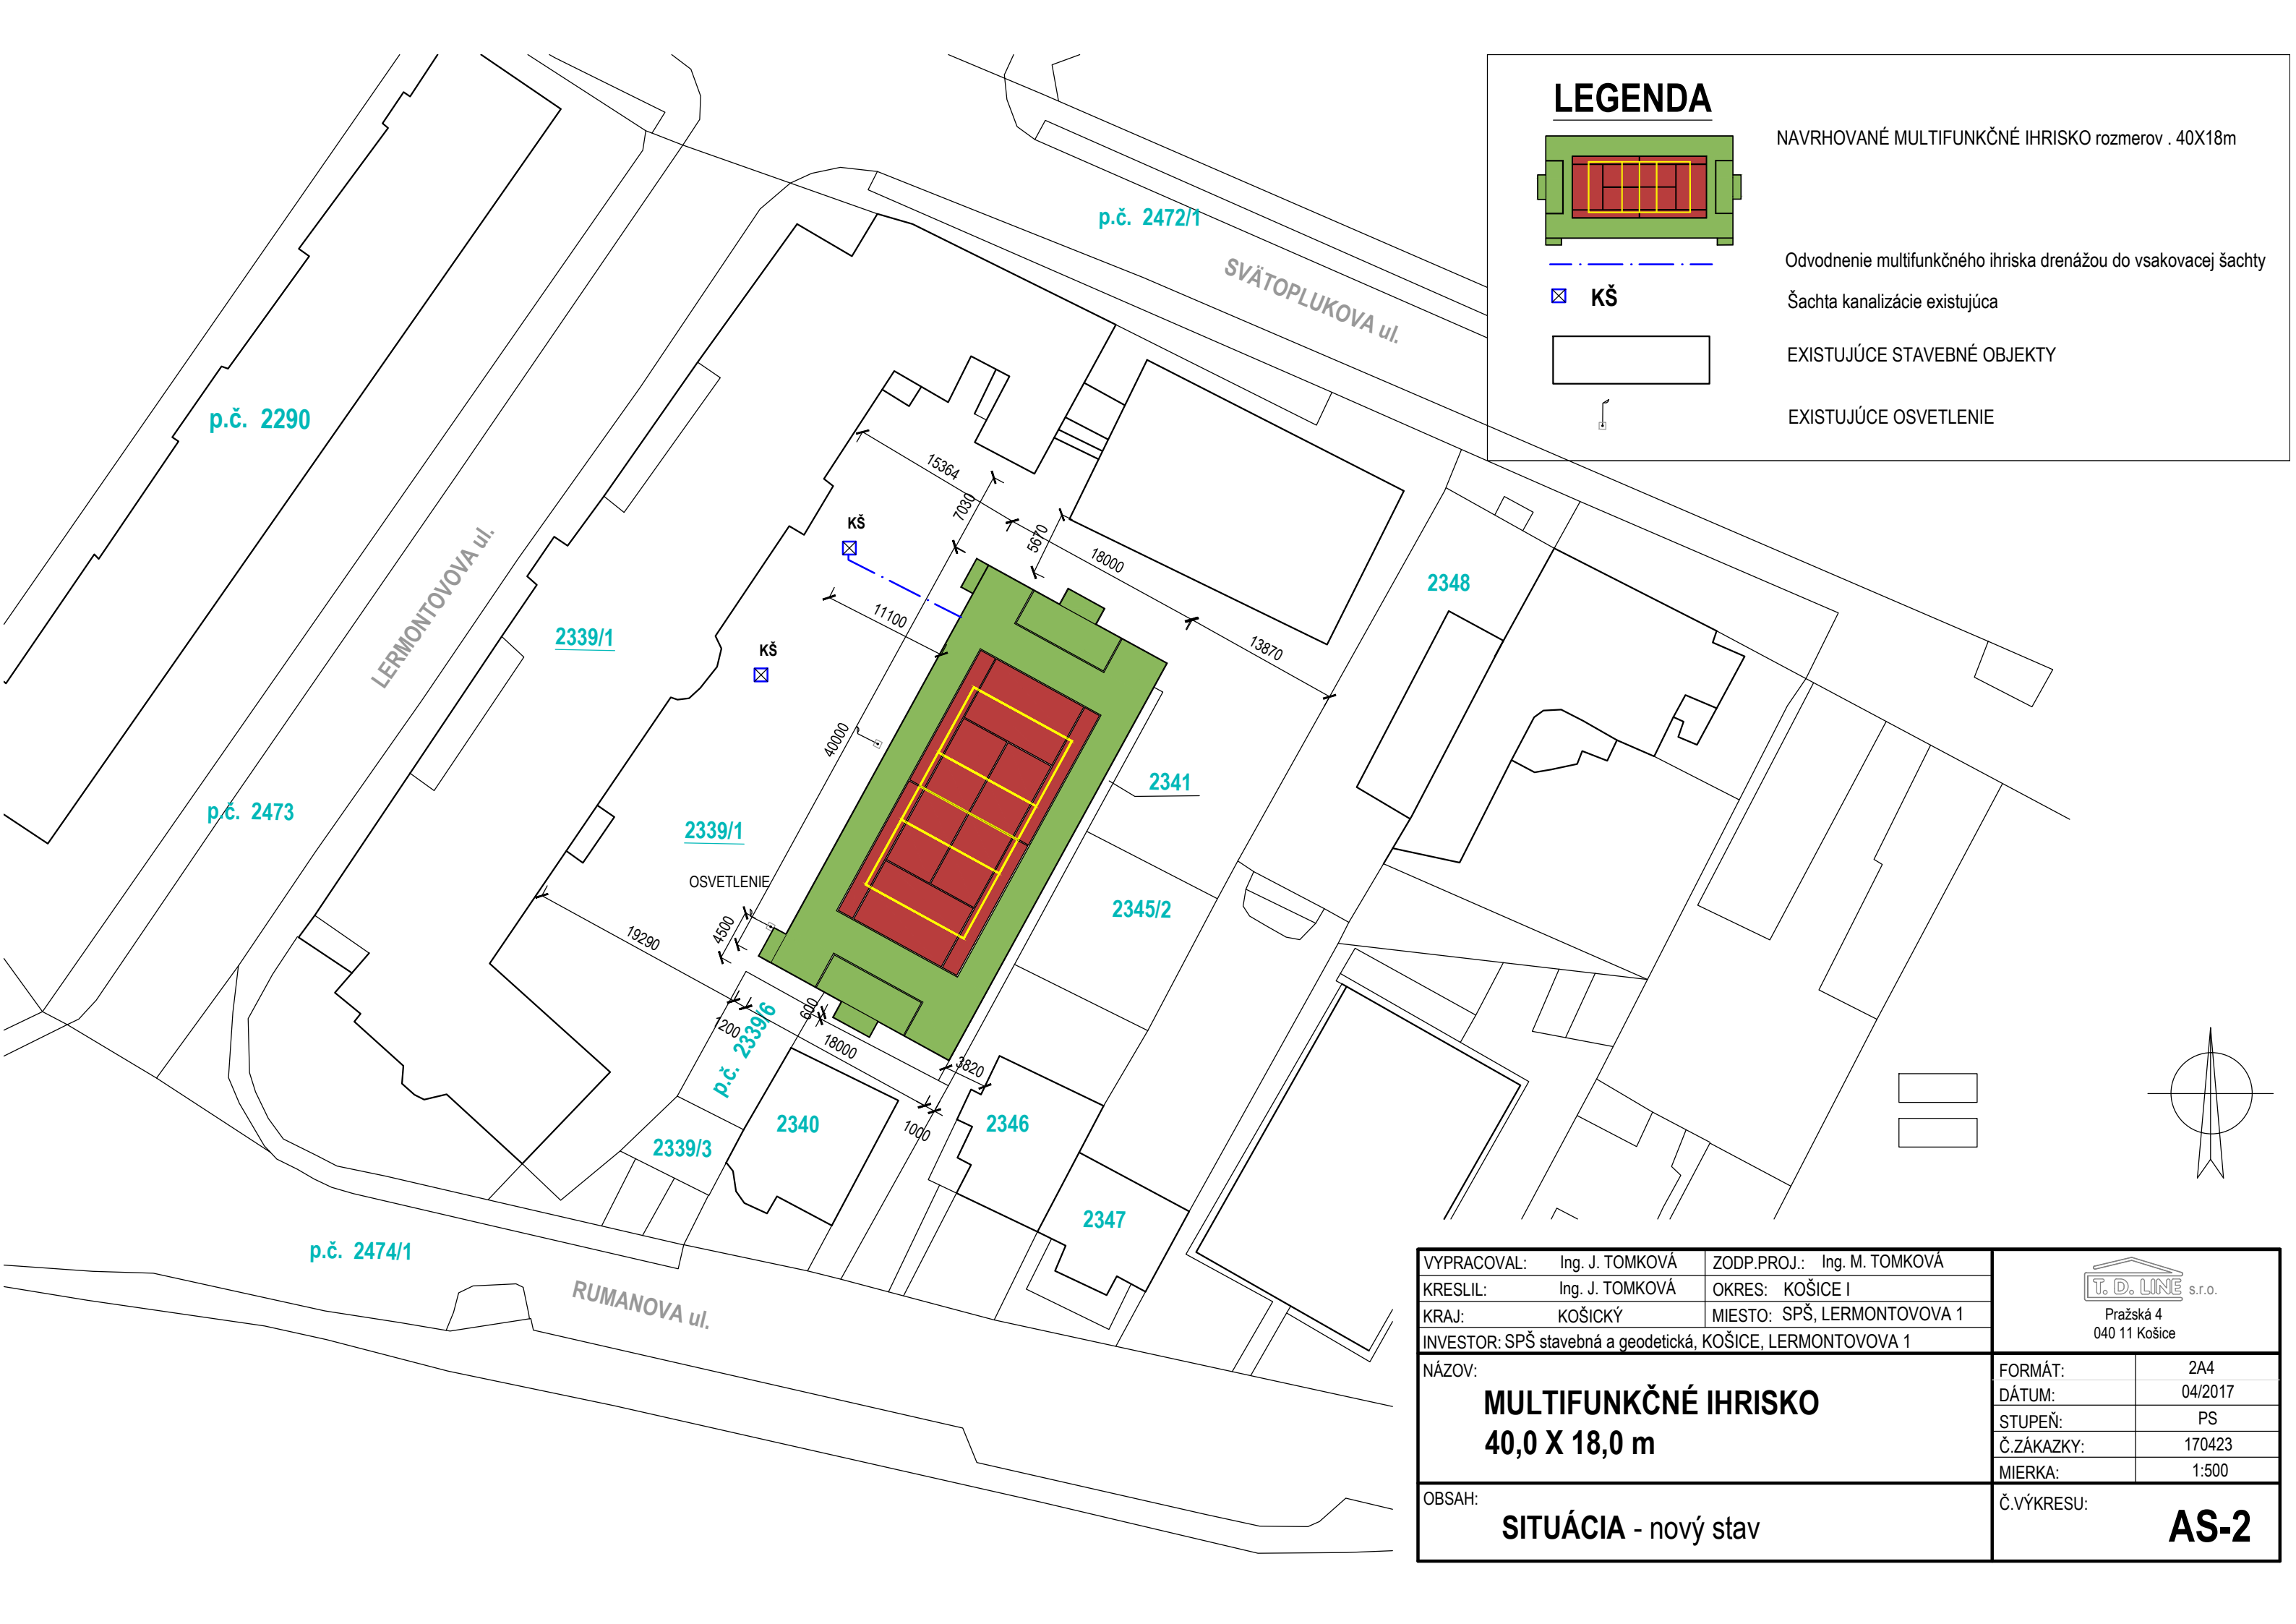 LEGENDA
NAVRHOVANÉ MULTIFUNKČNÉ IHRISKO rozmerov . 40X18m
Odvodnenie multifunkčného ihriska drenážou do vsakovacej šachty
KŠ
Šachta kanalizácie existujúca
EXISTUJÚCE STAVEBNÉ OBJEKTY
EXISTUJÚCE OSVETLENIE
p.č. 2472/1
SVÄTOPLUKOVA ul.
p.č. 2290
LERMONTOVOVA ul.
15364
7030
KŠ
5670
18000
2348
11100
2339/1
13870
KŠ
40000
2341
p.č. 2473
2339/1
OSVETLENIE
2345/2
4500
19290
600
1200
p.č. 2339/6
18000
3820
2340
2346
1000
2339/3
2347
p.č. 2474/1
RUMANOVA ul.
VYPRACOVAL: Ing. J. TOMKOVÁ ZODP.PROJ.: Ing. M. TOMKOVÁ
KRESLIL: Ing. J. TOMKOVÁ OKRES: KOŠICE I
KRAJ: KOŠICKÝ MIESTO: SPŠ, LERMONTOVOVA 1
INVESTOR: SPŠ stavebná a geodetická, KOŠICE, LERMONTOVOVA 1
T. D. LINE s.r.o.
Pražská 4
040 11 Košice
NÁZOV:
MULTIFUNKČNÉ IHRISKO
40,0 X 18,0 m
FORMÁT: 2A4
DÁTUM: 04/2017
STUPEŇ: PS
Č.ZÁKAZKY: 170423
MIERKA: 1:500
OBSAH:
SITUÁCIA - nový stav
Č.VÝKRESU:
AS-2